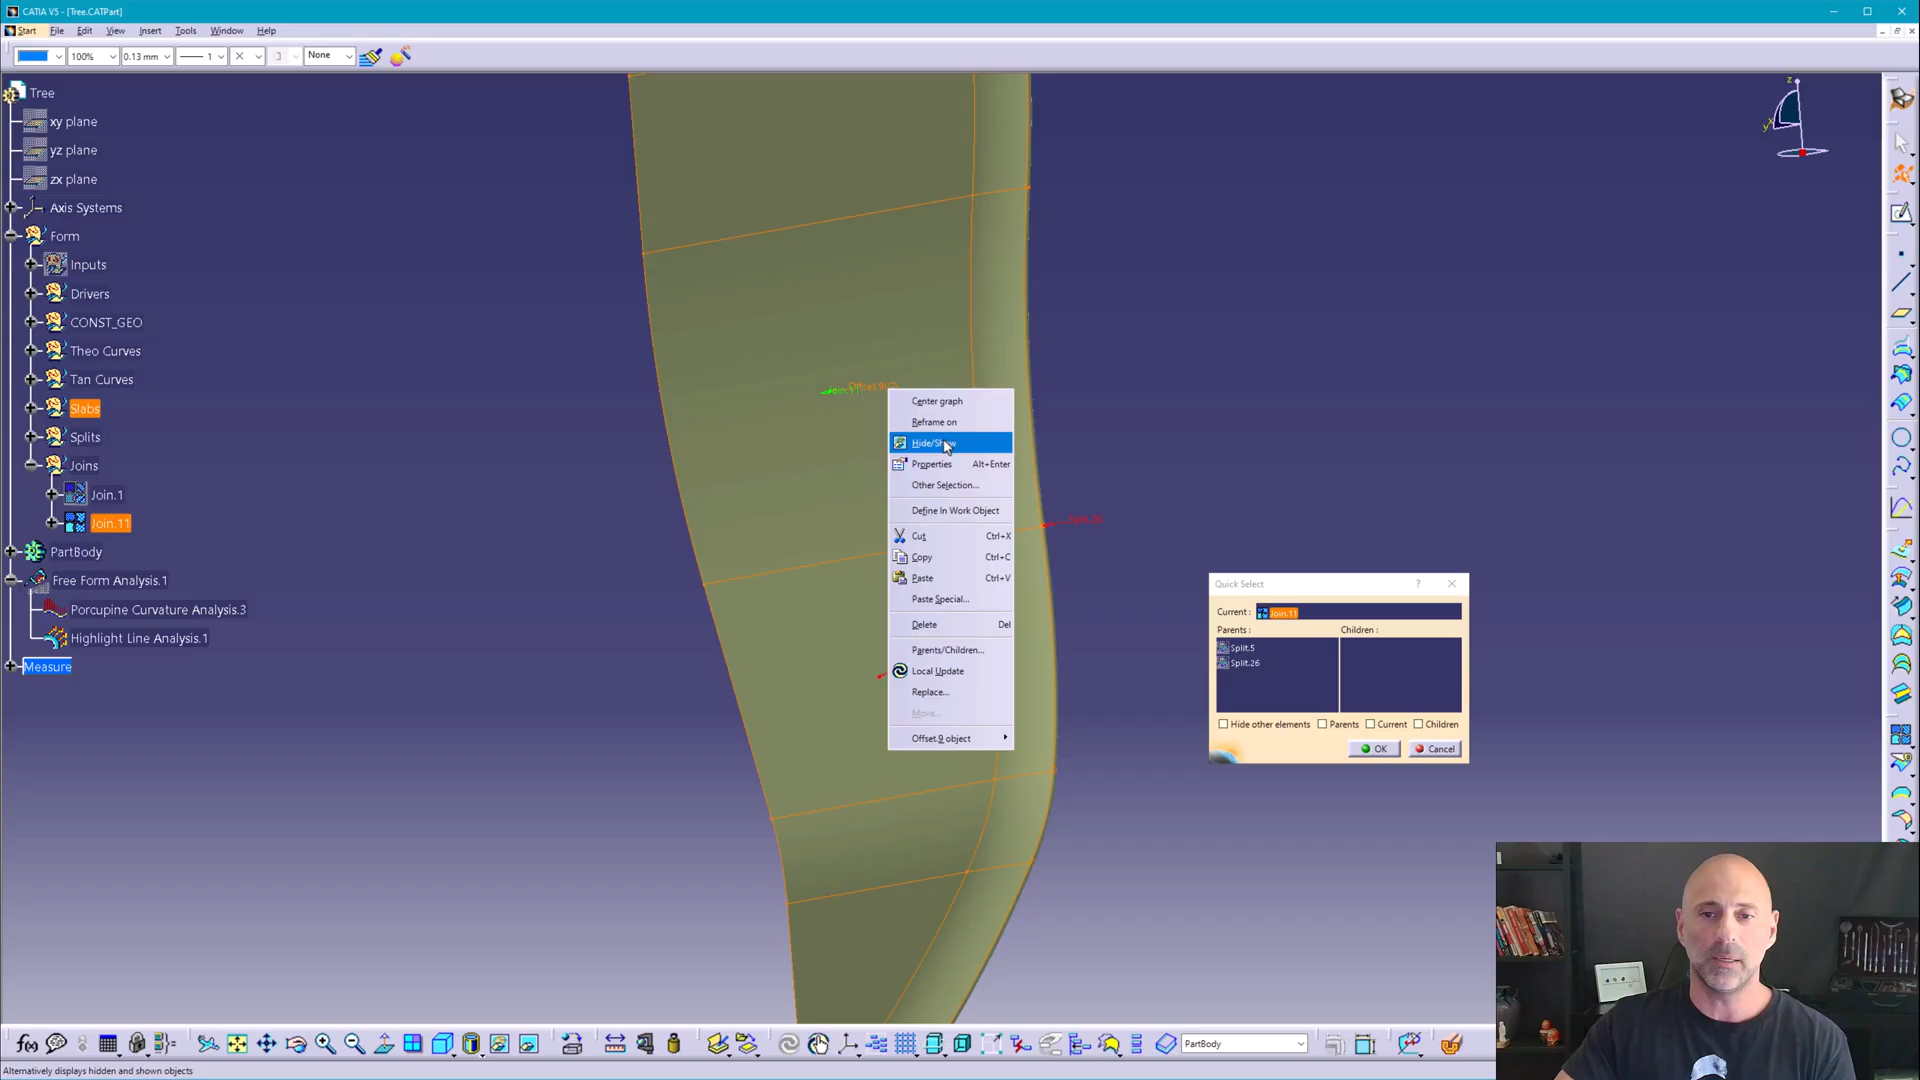 CATIA V5 - [Tree.CATPart]
Start File Edit View Insert Tools Window Help
100% 0.13 mm 1 None
Tree
xy plane
yz plane
zx plane
Axis Systems
Form
Inputs
Drivers
CONST_GEO
Theo Curves
Tan Curves
Slabs
Splits
Joins
Join.1
Join.11
PartBody
Free Form Analysis.1
Porcupine Curvature Analysis.3
Highlight Line Analysis.1
Measure
z
y x
Join.11
Split.26
Center graph
Reframe on
Hide/Show
Properties Alt+Enter
Other Selection...
Define In Work Object
Cut Ctrl+X
Copy Ctrl+C
Paste Ctrl+V
Paste Special...
Delete Del
Parents/Children...
Local Update
Replace...
Move...
Offset.9 object
Quick Select ?
Current : Join.11
Parents : Children :
Split.5
Split.26
Hide other elements Parents Current Children
OK Cancel
f(x) PartBody
Alternatively displays hidden and shown objects